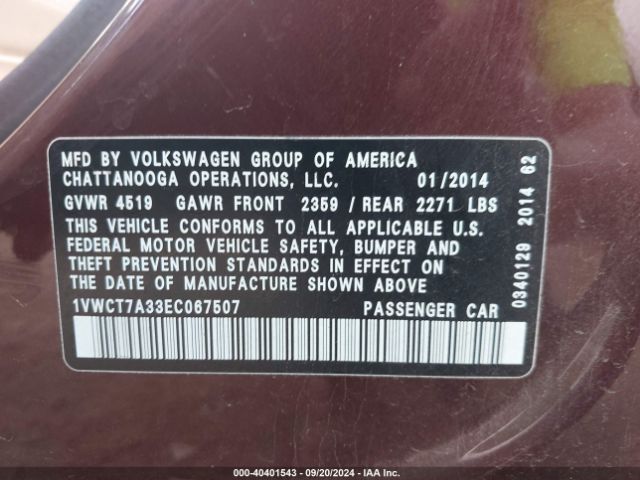 MFD BY VOLKSWAGEN GROUP OF AMERICA
CHATTANOOGA OPERATIONS, LLC. 01/2014
GVWR 4519 GAWR FRONT 2359 / REAR 2271 LBS
THIS VEHICLE CONFORMS TO ALL APPLICABLE U.S.
FEDERAL MOTOR VEHICLE SAFETY, BUMPER AND
THEFT PREVENTION STANDARDS IN EFFECT ON
THE DATE OF MANUFACTURE SHOWN ABOVE
1VWCT7A33EC067507 PASSENGER CAR
0340129 2014 62
000-40401543 - 09/20/2024 - IAAI.com